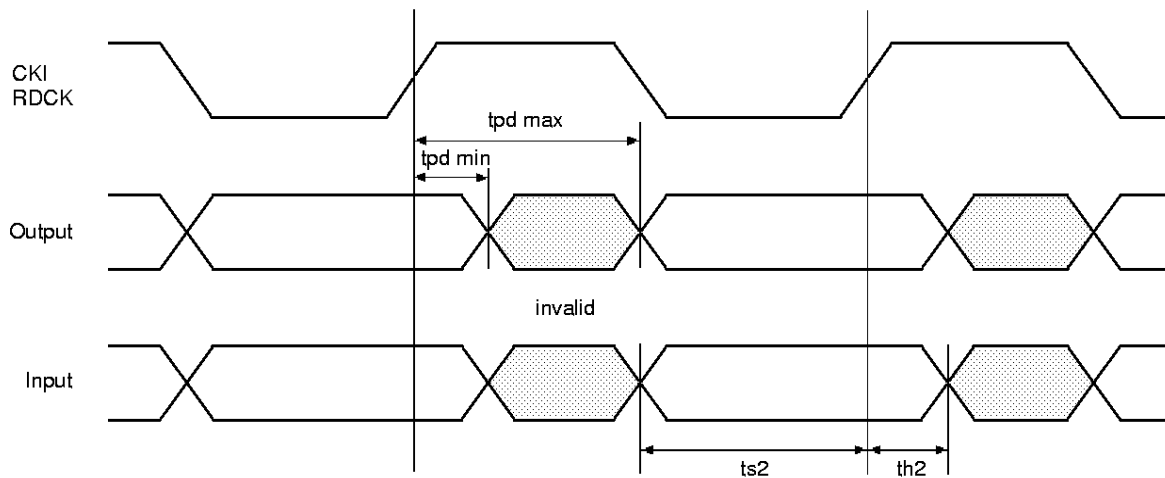 CKI
RDCK
tpd max
tpd min
Output
invalid
Input
ts2
th2